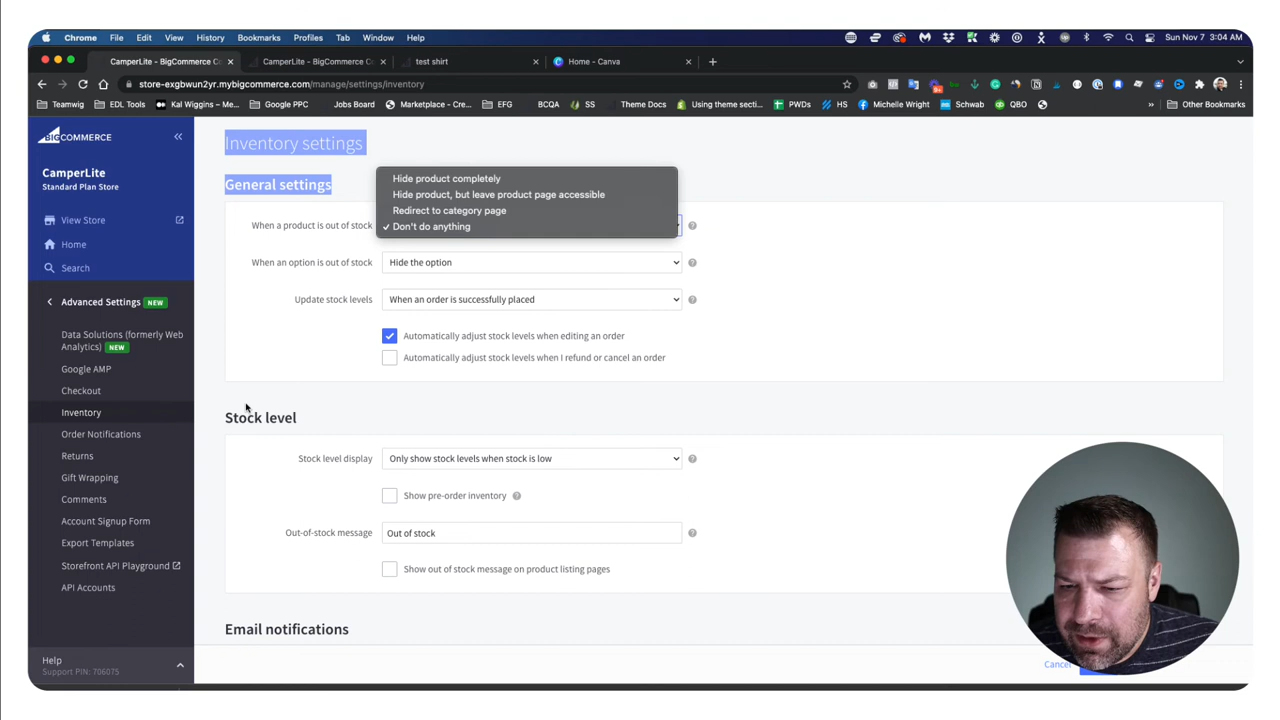 Chrome File Edit View History Bookmarks Profiles Tab Window Help Sun Nov 7 3:04 AM
CamperLite - BigCommerce Co CamperLite - BigCommerce Co test shirt Home - Canva
store-exgbwun2yr.mybigcommerce.com/manage/settings/inventory
Teamwig EDL Tools Kal Wiggins – Me... Google PPC Jobs Board Marketplace - Cre... EFG BCQA SS Theme Docs Using theme secti... PWDs HS Michelle Wright Schwab QBO Other Bookmarks
BIGCOMMERCE
CamperLite
Standard Plan Store
View Store
Home
Search
Advanced Settings NEW
Data Solutions (formerly Web
Analytics) NEW
Google AMP
Checkout
Inventory
Order Notifications
Returns
Gift Wrapping
Comments
Account Signup Form
Export Templates
Storefront API Playground
API Accounts
Help
Support PIN: 706075
Inventory settings
General settings
Hide product completely
Hide product, but leave product page accessible
Redirect to category page
When a product is out of stock ✓ Don't do anything
When an option is out of stock Hide the option
Update stock levels When an order is successfully placed
Automatically adjust stock levels when editing an order
Automatically adjust stock levels when I refund or cancel an order
Stock level
Stock level display Only show stock levels when stock is low
Show pre-order inventory
Out-of-stock message Out of stock
Show out of stock message on product listing pages
Email notifications
Cancel